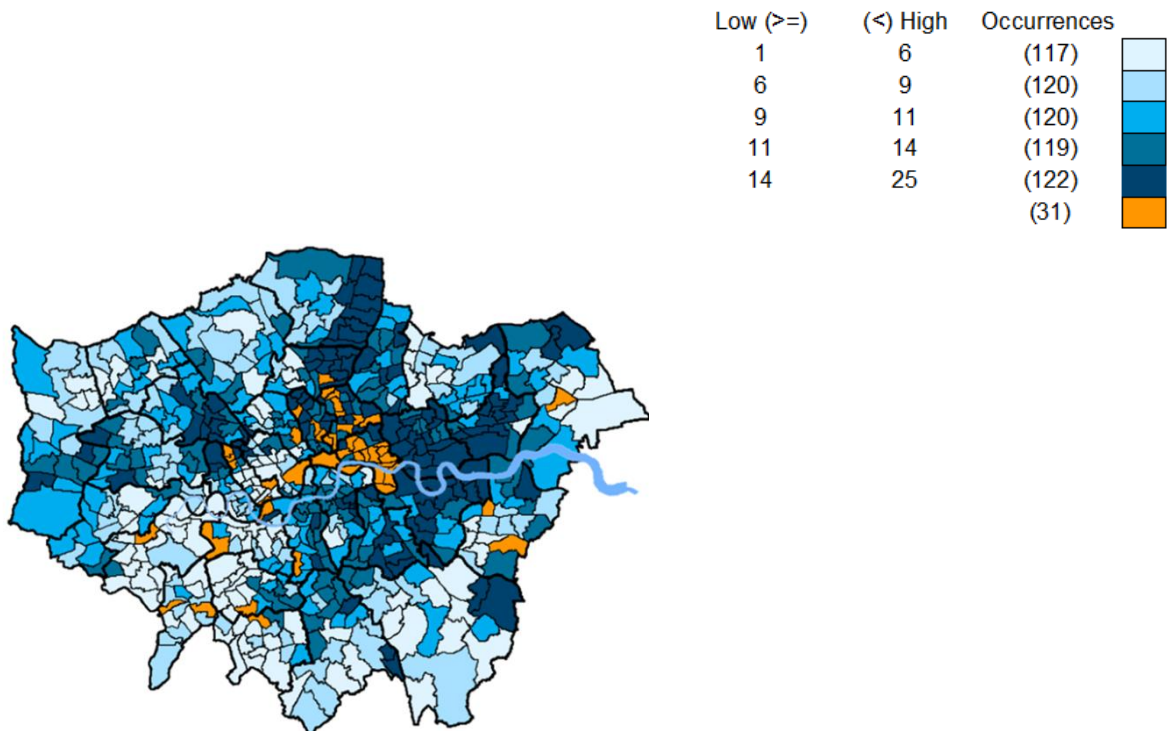 Low (>=) (<) High Occurrences
1 6 (117)
6 9 (120)
9 11 (120)
11 14 (119)
14 25 (122)
(31)